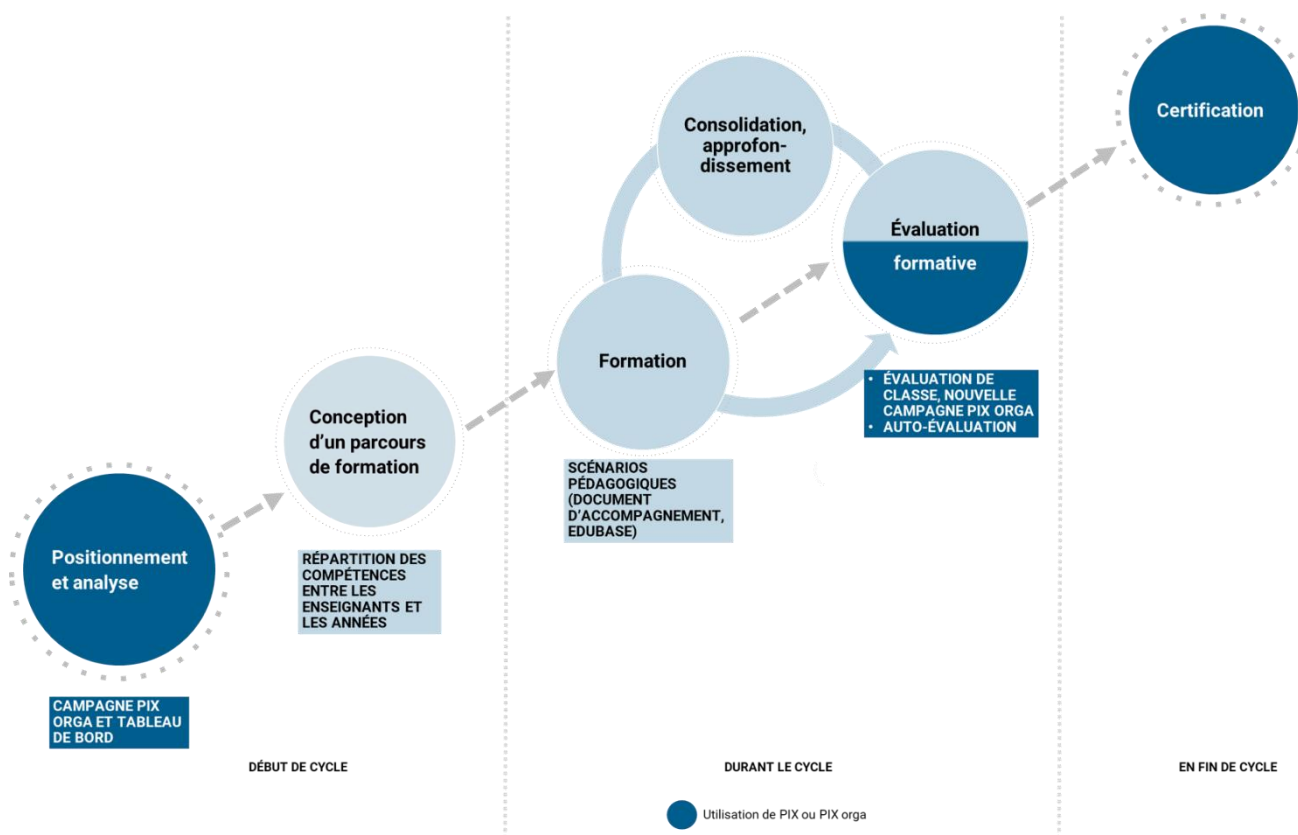 Positionnement
et analyse
CAMPAGNE PIX
ORGA ET TABLEAU
DE BORD
Conception
d’un parcours
de formation
RÉPARTITION DES
COMPÉTENCES
ENTRE LES
ENSEIGNANTS ET
LES ANNÉES
DÉBUT DE CYCLE
Formation
SCÉNARIOS
PÉDAGOGIQUES
(DOCUMENT
D’ACCOMPAGNEMENT,
EDUBASE)
Consolidation,
approfon-
dissement
Évaluation
formative
• ÉVALUATION DE
CLASSE, NOUVELLE
CAMPAGNE PIX ORGA
• AUTO-ÉVALUATION
DURANT LE CYCLE
Certification
EN FIN DE CYCLE
Utilisation de PIX ou PIX orga